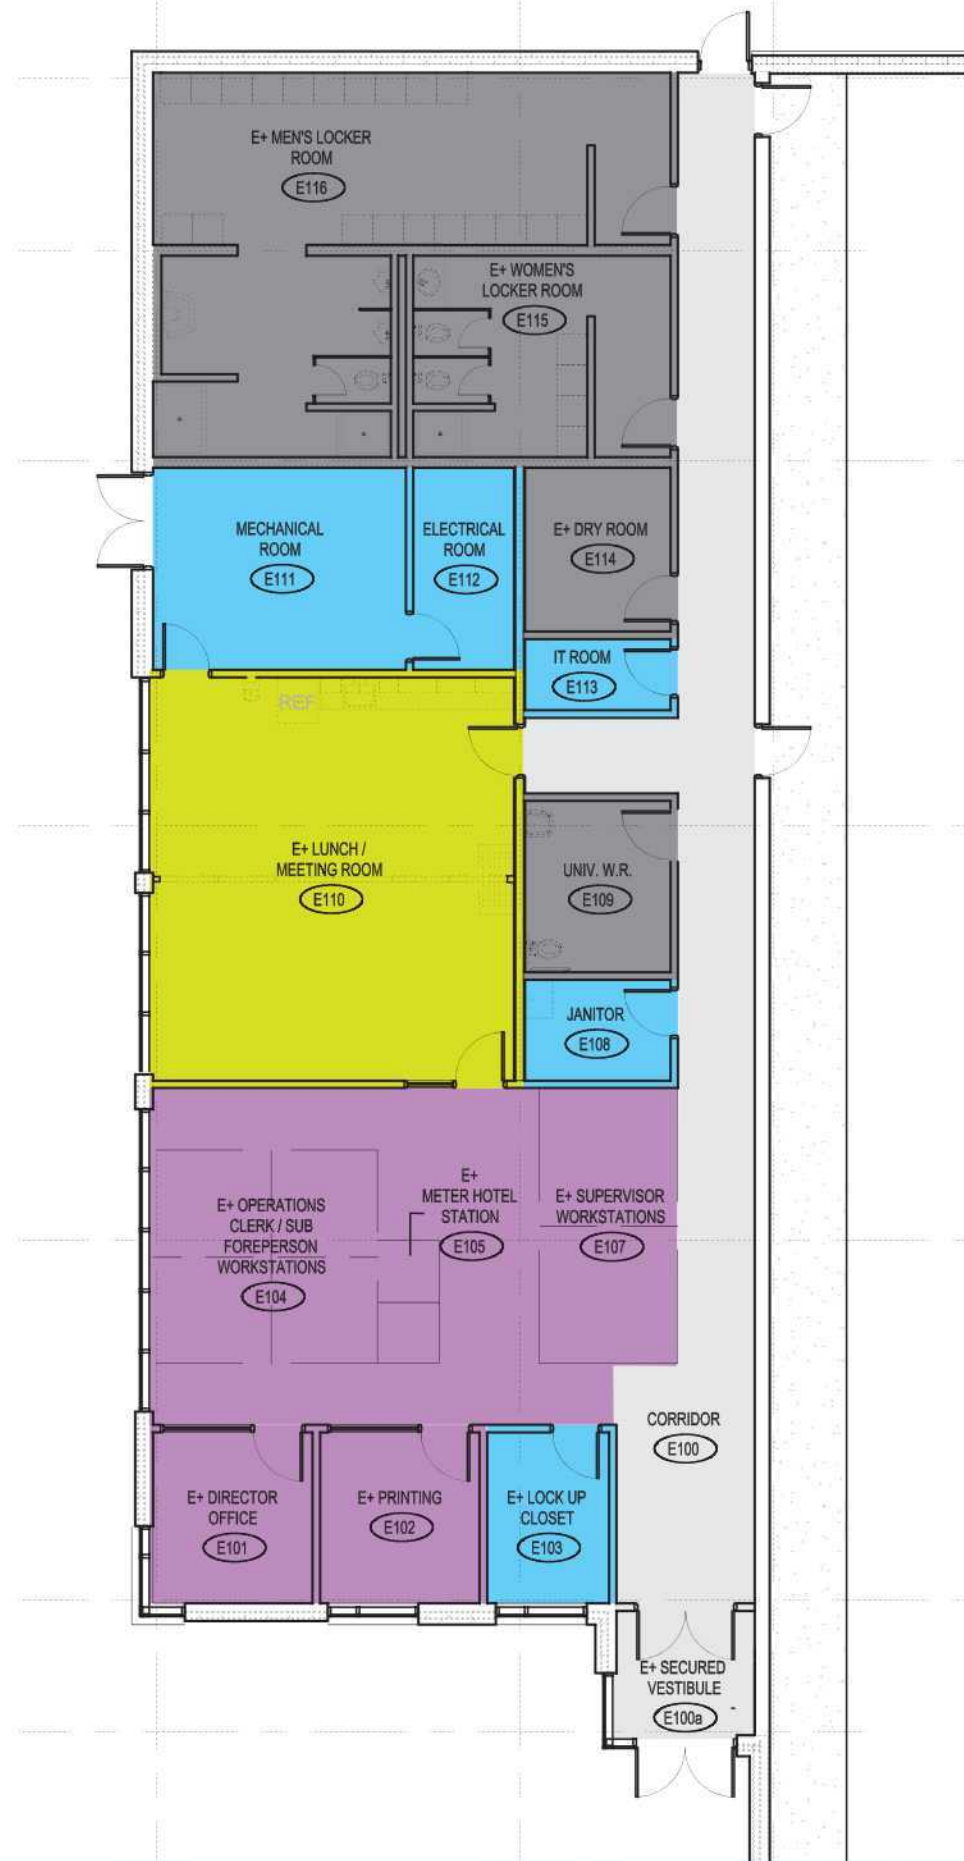 E+ MEN'S LOCKER
ROOM
E116
E+ WOMEN'S
LOCKER ROOM
E115
MECHANICAL
ROOM
E111
ELECTRICAL
ROOM
E112
E+ DRY ROOM
E114
IT ROOM
E113
REF
E+ LUNCH /
MEETING ROOM
E110
UNIV. W.R.
E109
JANITOR
E108
E+ OPERATIONS
CLERK / SUB
FOREPERSON
WORKSTATIONS
E104
E+
METER HOTEL
STATION
E105
E+ SUPERVISOR
WORKSTATIONS
E107
CORRIDOR
E100
E+ DIRECTOR
OFFICE
E101
E+ PRINTING
E102
E+ LOCK UP
CLOSET
E103
E+ SECURED
VESTIBULE
E100a